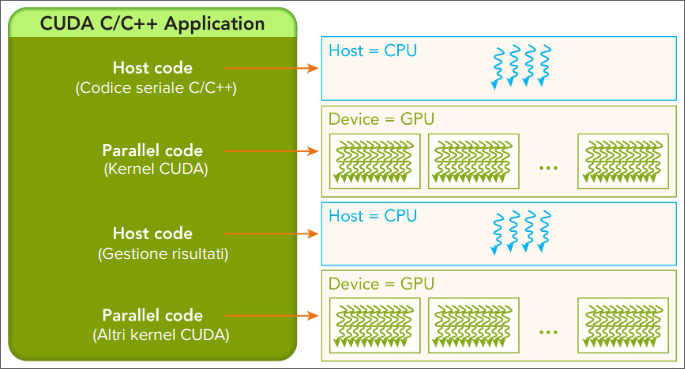 CUDA C/C++ Application
Host code
(Codice seriale C/C++)
Host = CPU
Parallel code
(Kernel CUDA)
Device = GPU
...
Host code
(Gestione risultati)
Host = CPU
Parallel code
(Altri kernel CUDA)
Device = GPU
...